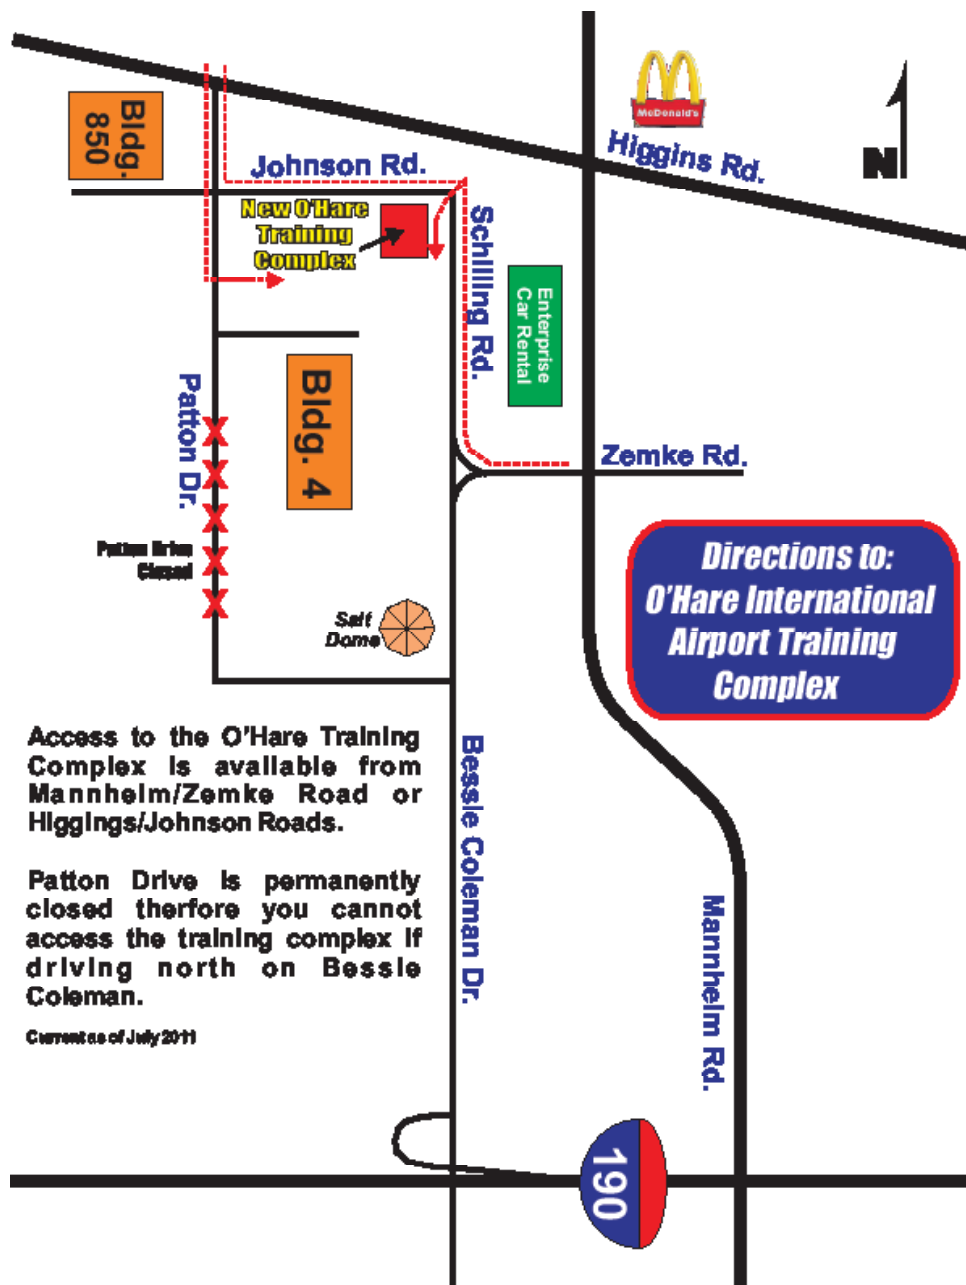 McDonald's
Bldg.
850
Johnson Rd.
Higgins Rd.
N
New O'Hare
Training
Complex
Schilling Rd.
Enterprise
Car Rental
Patton Dr.
Bldg. 4
Zemke Rd.
Patton Drive
Closed
Directions to:
O'Hare International
Airport Training
Complex
Salt
Dome
Access to the O'Hare Training
Complex is available from
Mannheim/Zemke Road or
Higgings/Johnson Roads.
Patton Drive is permanently
closed therfore you cannot
access the training complex if
driving north on Bessie
Coleman.
Current as of July 2011
Bessie Coleman Dr.
Mannheim Rd.
190